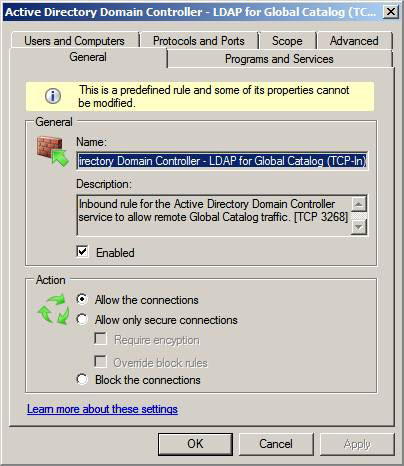 Active Directory Domain Controller - LDAP for Global Catalog (TC...
Users and Computers Protocols and Ports Scope Advanced
General Programs and Services
This is a predefined rule and some of its properties cannot
be modified.
General
Name:
irectory Domain Controller - LDAP for Global Catalog (TCP-In)
Description:
Inbound rule for the Active Directory Domain Controller
service to allow remote Global Catalog traffic. [TCP 3268]
Enabled
Action
Allow the connections
Allow only secure connections
Require encyption
Override block rules
Block the connections
Learn more about these settings
OK Cancel Apply